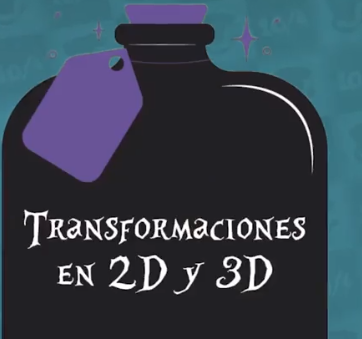 Transformaciones
en 2D y 3D